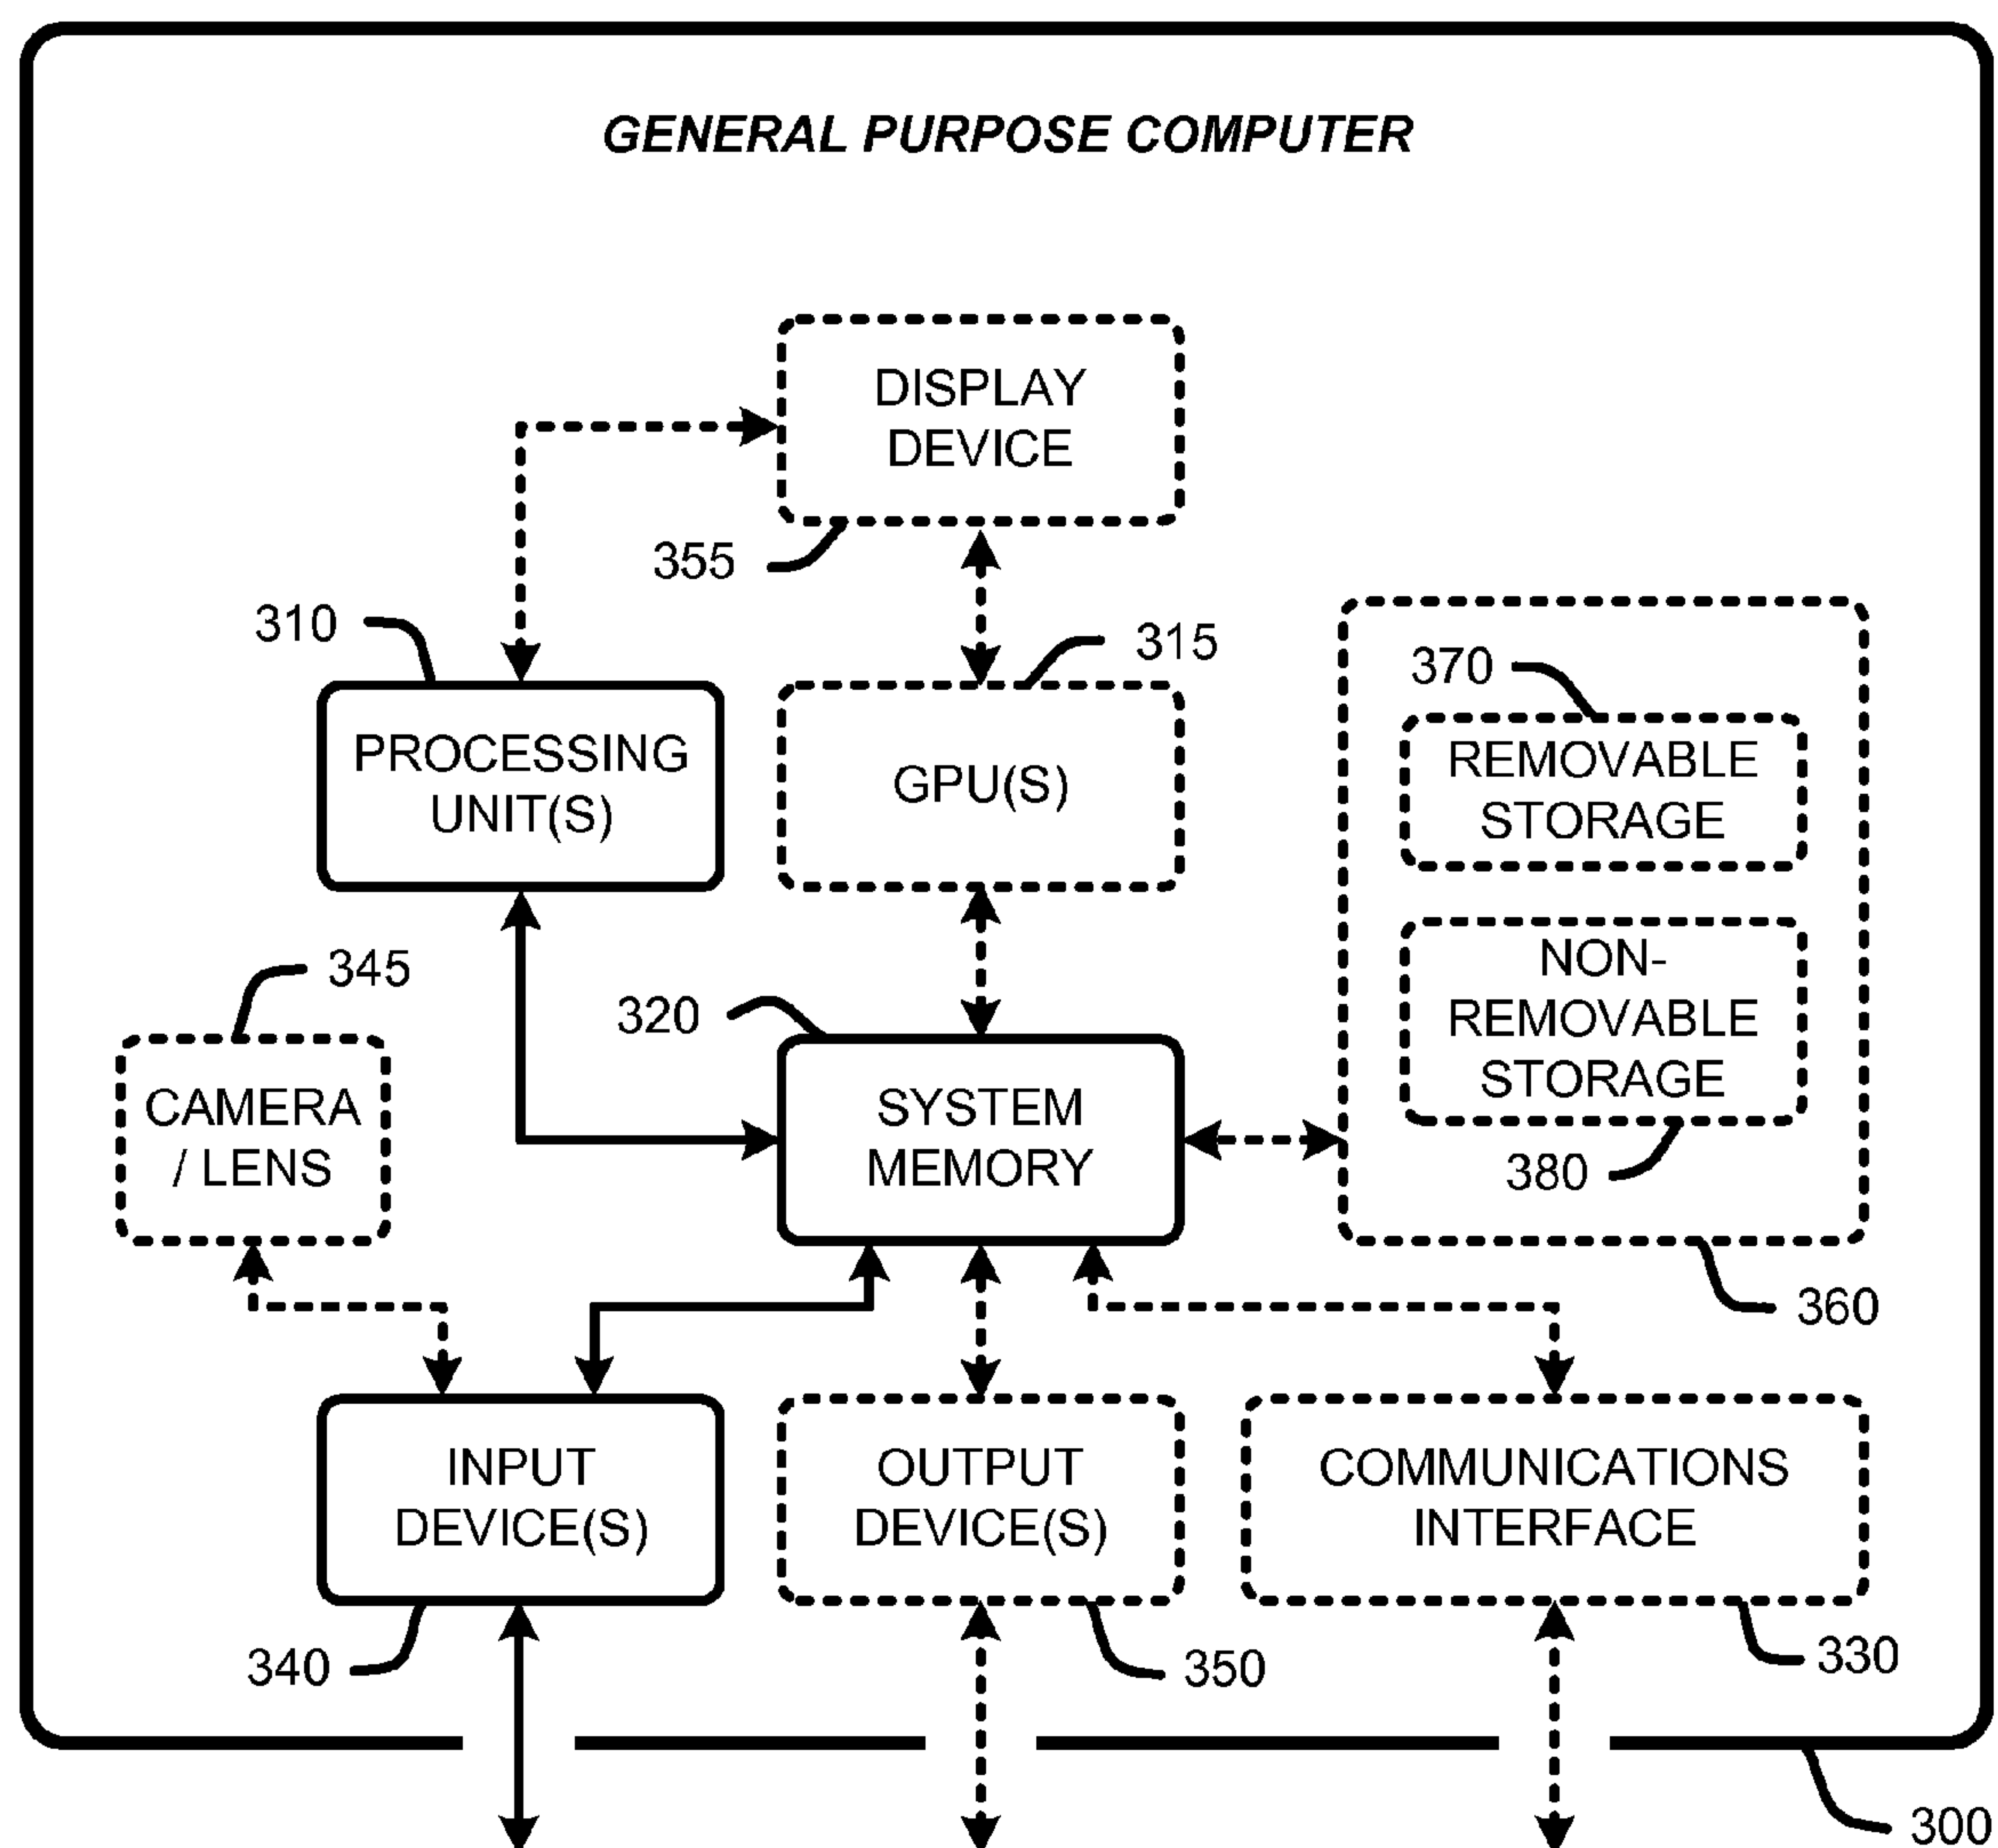 GENERAL PURPOSE COMPUTER
DISPLAY
DEVICE
355
310
315
370
PROCESSING
UNIT(S)
GPU(S)
REMOVABLE
STORAGE
345
320
NON-
REMOVABLE
STORAGE
380
CAMERA
/ LENS
SYSTEM
MEMORY
360
INPUT
DEVICE(S)
OUTPUT
DEVICE(S)
COMMUNICATIONS
INTERFACE
340
350
330
300